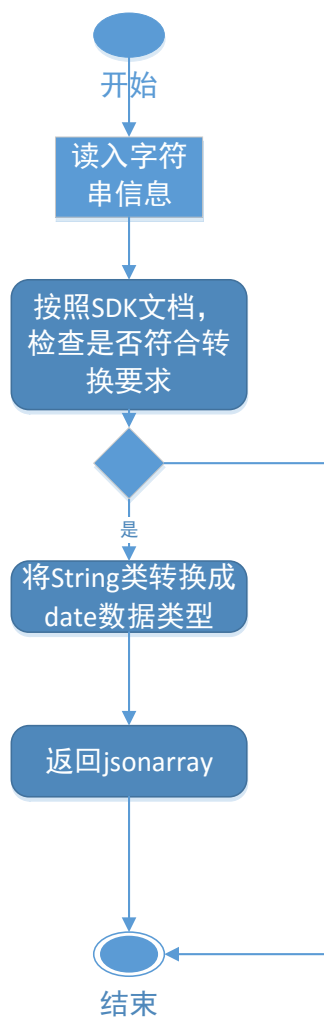 开始
读入字符
串信息
按照SDK文档，
检查是否符合转
换要求
是
将String类转换成
date数据类型
返回jsonarray
结束